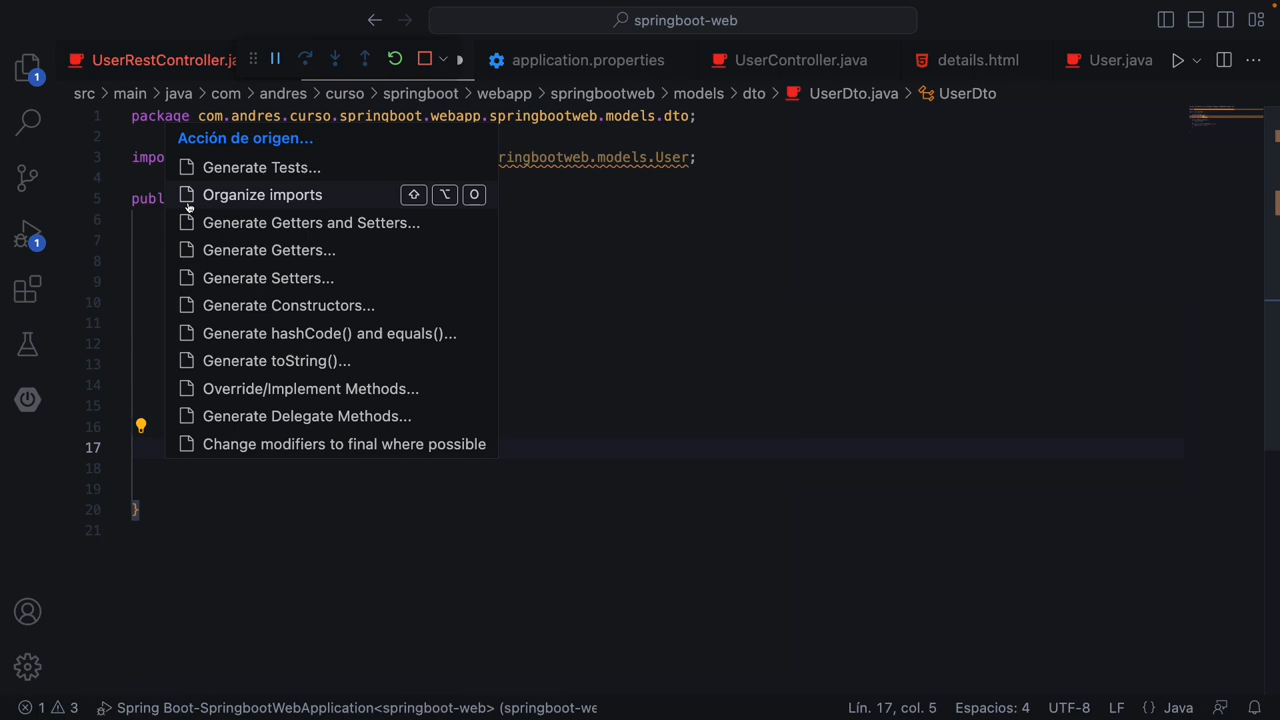 springboot-web
UserRestController.ja
application.properties
UserController.java
details.html
User.java
src > main > java > com > andres > curso > springboot > webapp > springbootweb > models > dto > UserDto.java > UserDto
1 package com.andres.curso.springboot.webapp.springbootweb.models.dto;
2
Acción de origen...
3 impo ringbootweb.models.User;
Generate Tests...
4
Organize imports ⇧ ⌥ O
5 publ
Generate Getters and Setters...
6
7
Generate Getters...
8
Generate Setters...
9
10
Generate Constructors...
11
Generate hashCode() and equals()...
12
13
Generate toString()...
14
Override/Implement Methods...
15
Generate Delegate Methods...
16
Change modifiers to final where possible
17
18
19
20 }
21
1
1
1 3 Spring Boot-SpringbootWebApplication<springboot-web> (springboot-we
Lín. 17, col. 5 Espacios: 4 UTF-8 LF {} Java